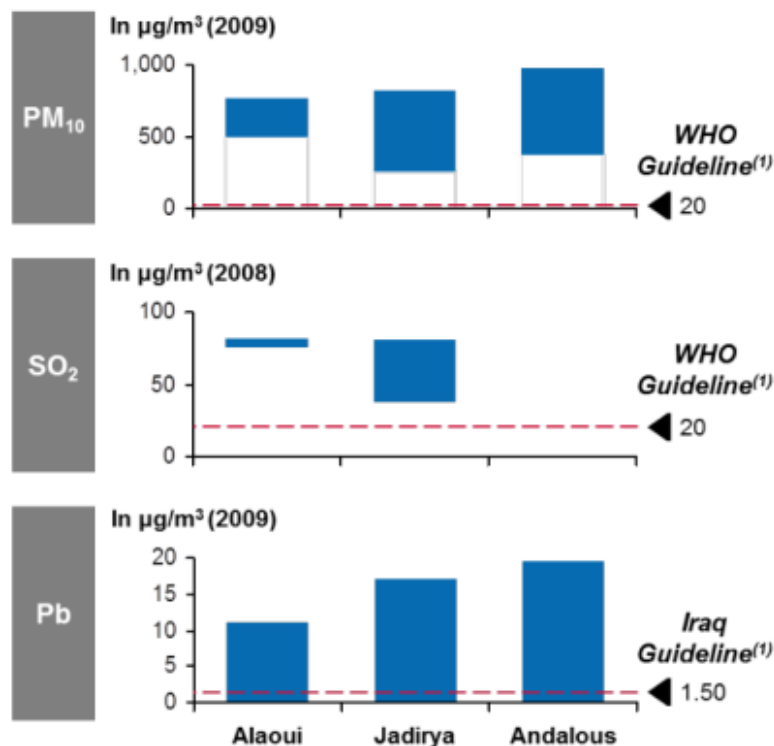 PM₁₀
In µg/m³ (2009)
1,000
500
0
WHO
Guideline⁽¹⁾
20
SO₂
In µg/m³ (2008)
100
50
0
WHO
Guideline⁽¹⁾
20
Pb
In µg/m³ (2009)
20
15
10
5
0
Iraq
Guideline⁽¹⁾
1.50
Alaoui Jadirya Andalous